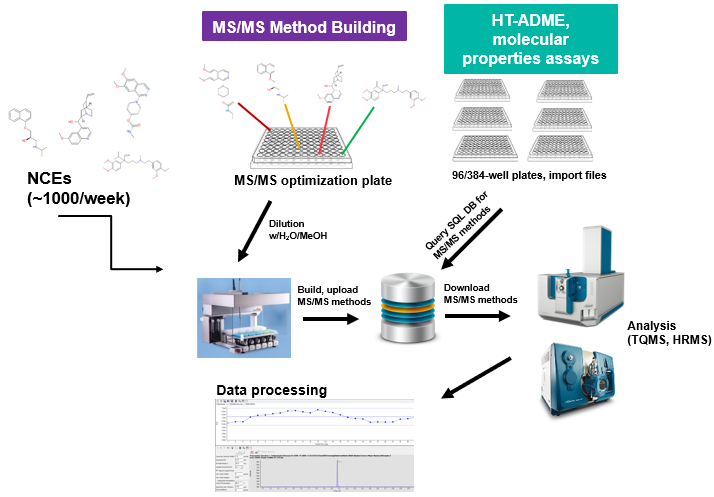 MS/MS Method Building
HT-ADME,
molecular
properties assays
NCEs
(~1000/week)
MS/MS optimization plate
96/384-well plates, import files
Dilution
w/H₂O/MeOH
Query SQL DB for
MS/MS methods
Build, upload
MS/MS methods
Download
MS/MS methods
Analysis
(TQMS, HRMS)
Data processing